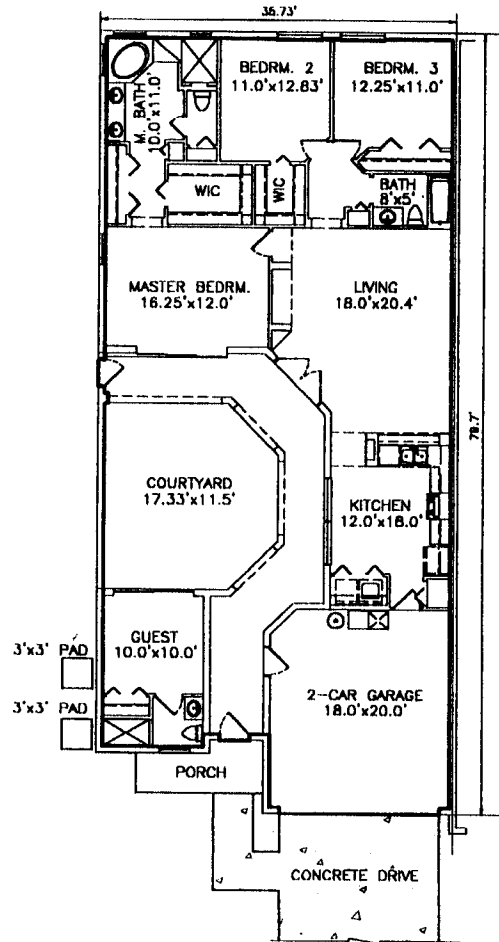 36.73'
BEDRM. 2
11.0'x12.83'
BEDRM. 3
12.25'x11.0'
M. BATH
10.0'x11.0'
WIC
WIC
BATH
8'x5'
MASTER BEDRM.
16.25'x12.0'
LIVING
18.0'x20.4'
79.7'
COURTYARD
17.33'x11.5'
KITCHEN
12.0'x18.0'
GUEST
10.0'x10.0'
3'x3' PAD
3'x3' PAD
2-CAR GARAGE
18.0'x20.0'
PORCH
CONCRETE DRIVE